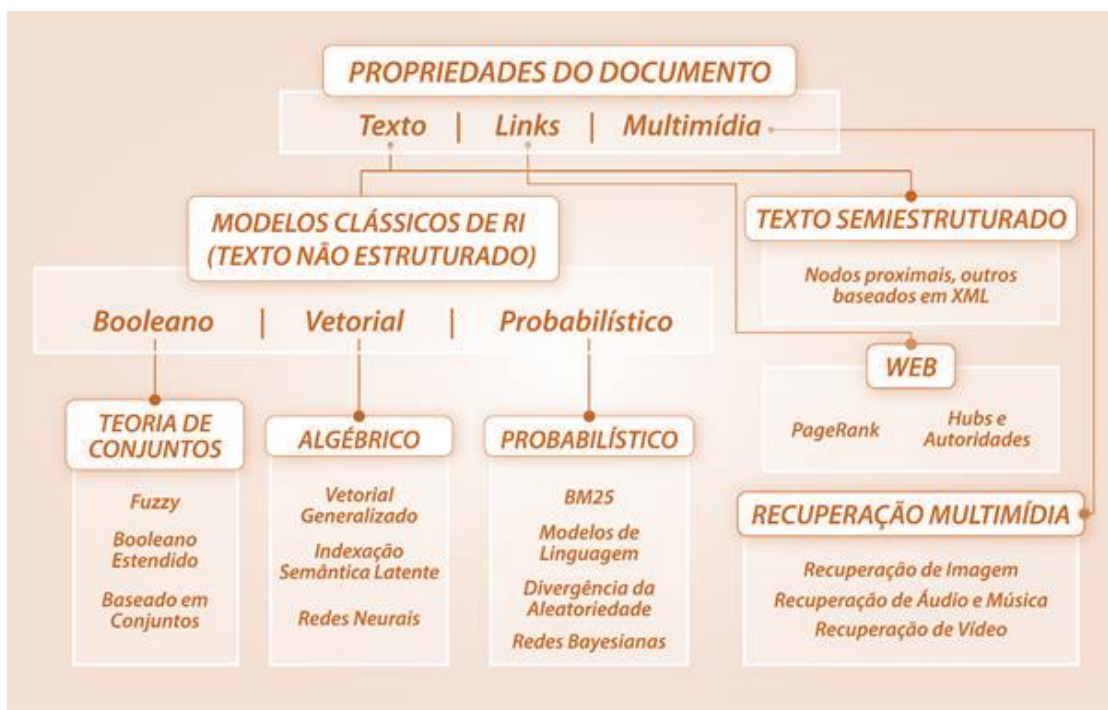 PROPRIEDADES DO DOCUMENTO
Texto | Links | Multimídia
MODELOS CLÁSSICOS DE RI
(TEXTO NÃO ESTRUTURADO)
Booleano | Vetorial | Probabilístico
TEORIA DE
CONJUNTOS
Fuzzy
Booleano
Estendido
Baseado em
Conjuntos
ALGÉBRICO
Vetorial
Generalizado
Indexação
Semântica Latente
Redes Neurais
PROBABILÍSTICO
BM25
Modelos de
Linguagem
Divergência da
Aleatoriedade
Redes Bayesianas
TEXTO SEMIESTRUTURADO
Nodos proximais, outros
baseados em XML
WEB
PageRank
Hubs e
Autoridades
RECUPERAÇÃO MULTIMÍDIA
Recuperação de Imagem
Recuperação de Áudio e Música
Recuperação de Vídeo